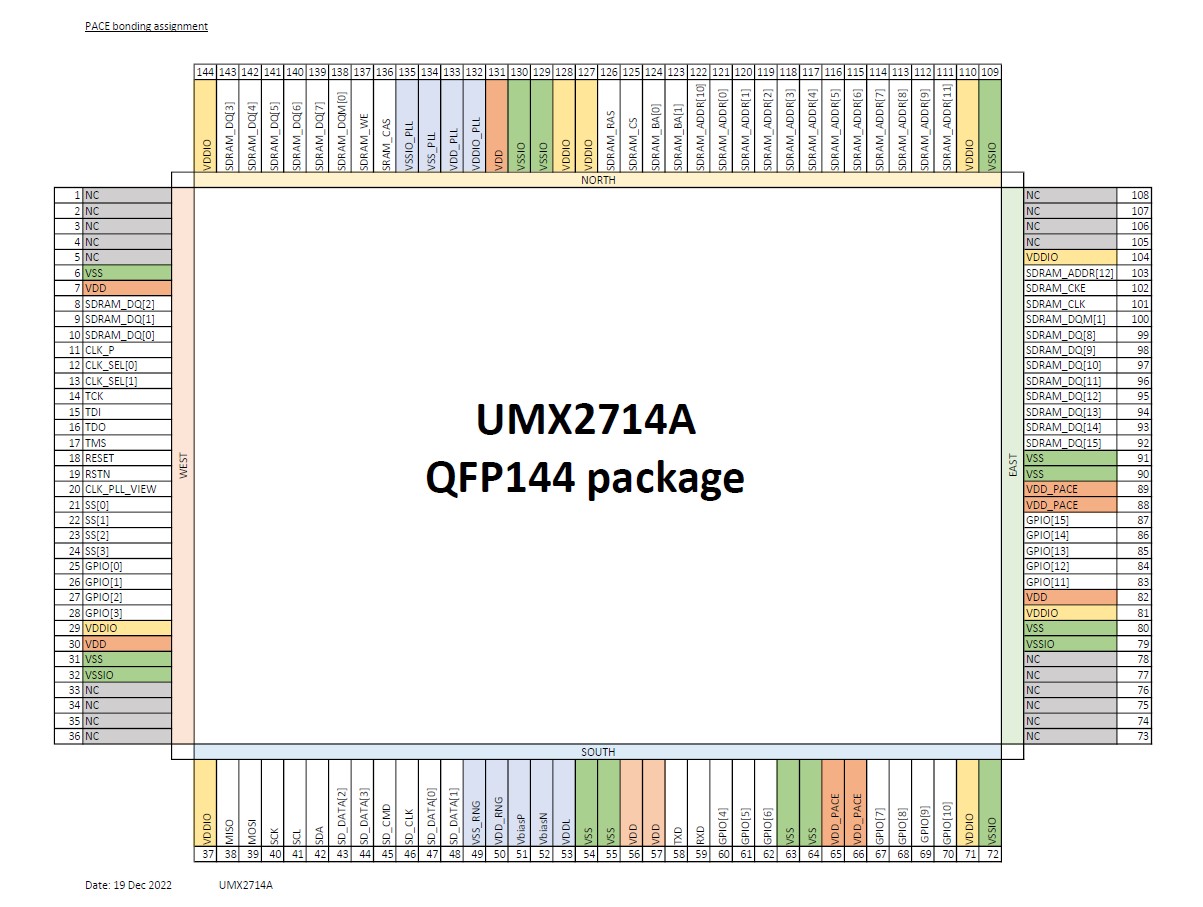 PACE bonding assignment
144 143 142 141 140 139 138 137 136 135 134 133 132 131 130 129 128 127 126 125 124 123 122 121 120 119 118 117 116 115 114 113 112 111 110 109
VDDIO SDRAM_DQ[3] SDRAM_DQ[4] SDRAM_DQ[5] SDRAM_DQ[6] SDRAM_DQ[7] SDRAM_DQM[0] SDRAM_WE SRAM_CAS VSSIO_PLL VSS_PLL VDD_PLL VDDIO_PLL VDD VSSIO VSSIO VDDIO VDDIO SDRAM_RAS SDRAM_CS SDRAM_BA[0] SDRAM_BA[1] SDRAM_ADDR[10] SDRAM_ADDR[0] SDRAM_ADDR[1] SDRAM_ADDR[2] SDRAM_ADDR[3] SDRAM_ADDR[4] SDRAM_ADDR[5] SDRAM_ADDR[6] SDRAM_ADDR[7] SDRAM_ADDR[8] SDRAM_ADDR[9] SDRAM_ADDR[11] VDDIO VSSIO
NORTH
1 NC
2 NC
3 NC
4 NC
5 NC
6 VSS
7 VDD
8 SDRAM_DQ[2]
9 SDRAM_DQ[1]
10 SDRAM_DQ[0]
11 CLK_P
12 CLK_SEL[0]
13 CLK_SEL[1]
14 TCK
15 TDI
16 TDO
17 TMS
18 RESET
19 RSTN
20 CLK_PLL_VIEW
21 SS[0]
22 SS[1]
23 SS[2]
24 SS[3]
25 GPIO[0]
26 GPIO[1]
27 GPIO[2]
28 GPIO[3]
29 VDDIO
30 VDD
31 VSS
32 VSSIO
33 NC
34 NC
35 NC
36 NC
WEST
UMX2714A
QFP144 package
EAST
NC 108
NC 107
NC 106
NC 105
VDDIO 104
SDRAM_ADDR[12] 103
SDRAM_CKE 102
SDRAM_CLK 101
SDRAM_DQM[1] 100
SDRAM_DQ[8] 99
SDRAM_DQ[9] 98
SDRAM_DQ[10] 97
SDRAM_DQ[11] 96
SDRAM_DQ[12] 95
SDRAM_DQ[13] 94
SDRAM_DQ[14] 93
SDRAM_DQ[15] 92
VSS 91
VSS 90
VDD_PACE 89
VDD_PACE 88
GPIO[15] 87
GPIO[14] 86
GPIO[13] 85
GPIO[12] 84
GPIO[11] 83
VDD 82
VDDIO 81
VSS 80
VSSIO 79
NC 78
NC 77
NC 76
NC 75
NC 74
NC 73
SOUTH
VDDIO MISO MOSI SCK SCL SDA SD_DATA[2] SD_DATA[3] SD_CMD SD_CLK SD_DATA[0] SD_DATA[1] VSS_RNG VDD_RNG VbiasP VbiasN VDDL VSS VSS VDD VDD TXD RXD GPIO[4] GPIO[5] GPIO[6] VSS VSS VDD_PACE VDD_PACE GPIO[7] GPIO[8] GPIO[9] GPIO[10] VDDIO VSSIO
37 38 39 40 41 42 43 44 45 46 47 48 49 50 51 52 53 54 55 56 57 58 59 60 61 62 63 64 65 66 67 68 69 70 71 72
Date: 19 Dec 2022 UMX2714A